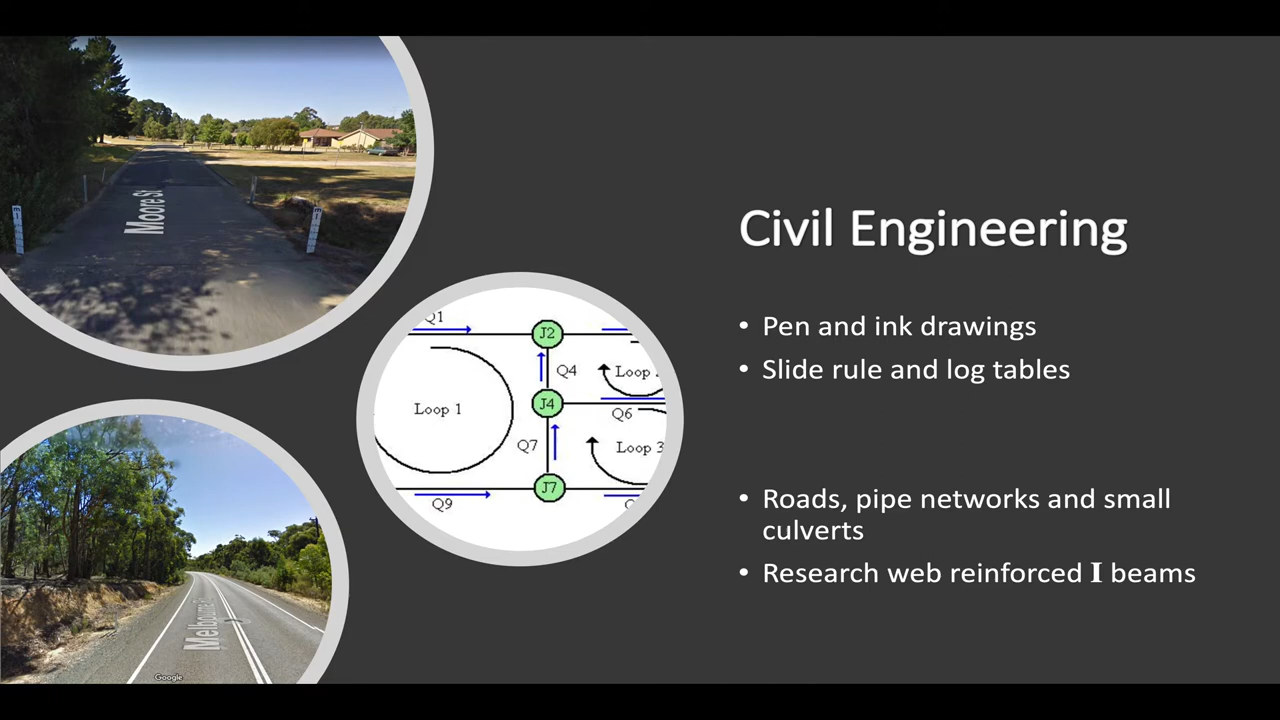 Moore St
Civil Engineering
• Pen and ink drawings
• Slide rule and log tables
• Roads, pipe networks and small
culverts
• Research web reinforced I beams
Q1
J2
Q4
Loop
Loop 1
J4
Q6
Q7
Loop 3
J7
Q9
Melbourne
Google